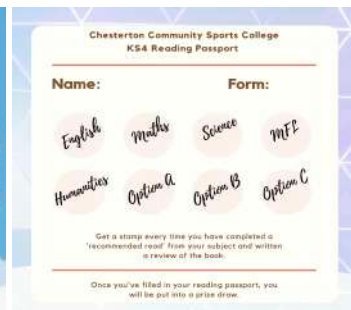 Chesterton Community Sports College
KS4 Reading Passport
Name: Form:
English Maths Science MFL
Humanities Option A Option B Option C
Get a stamp every time you have completed a
'recommended read' from your subject and written
a review of the book.
Once you've filled in your reading passport, you
will be put into a prize draw.